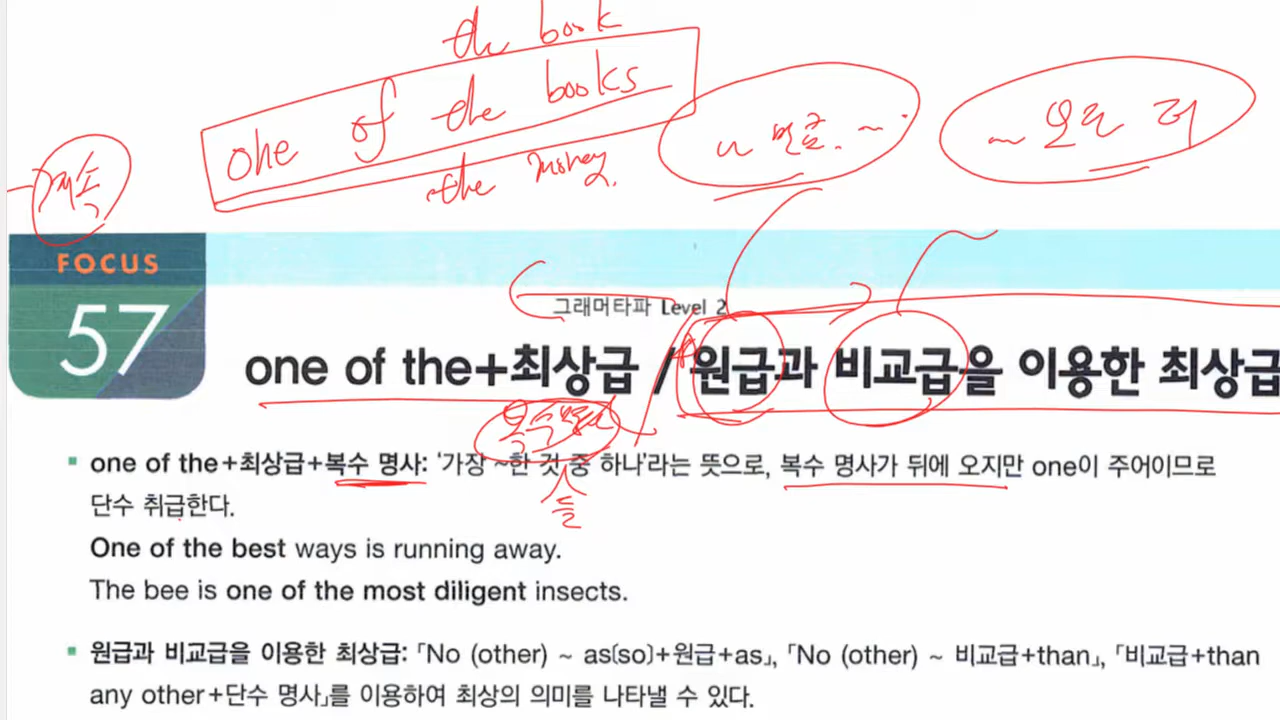 the book
one of the books
the money.
~ 오른 더
FOCUS
57
그래머타파 Level 2
one of the+최상급 / 원급과 비교급을 이용한 최상급
복수명사
▪ one of the+최상급+복수 명사: ‘가장 ~한 것 중 하나’라는 뜻으로, 복수 명사가 뒤에 오지만 one이 주어이므로
들
단수 취급한다.
One of the best ways is running away.
The bee is one of the most diligent insects.
▪ 원급과 비교급을 이용한 최상급: 「No (other) ~ as(so)+원급+as」, 「No (other) ~ 비교급+than」, 「비교급+than
any other+단수 명사」를 이용하여 최상의 의미를 나타낼 수 있다.